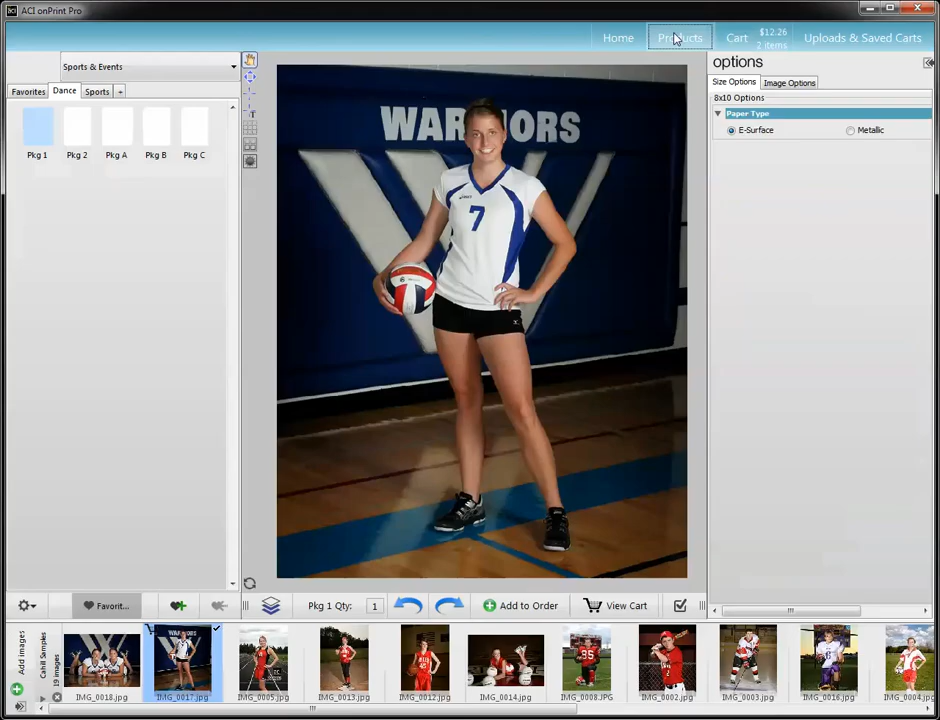 ACI onPrint Pro
Home
Products
Cart
$12.26
2 items
Uploads & Saved Carts
Sports & Events
Favorites
Dance
Sports
+
Pkg 1
Pkg 2
Pkg A
Pkg B
Pkg C
WARRIORS
7
options
Size Options
Image Options
8x10 Options
Paper Type
E-Surface
Metallic
Favorit...
Pkg 1 Qty:
1
Add to Order
View Cart
Add images
Cahill Samples
19 images
IMG_0018.jpg
IMG_0017.jpg
IMG_0005.jpg
IMG_0013.jpg
IMG_0012.jpg
IMG_0014.jpg
IMG_0008.JPG
IMG_0002.jpg
IMG_0003.jpg
IMG_0016.jpg
IMG_0004.jpg